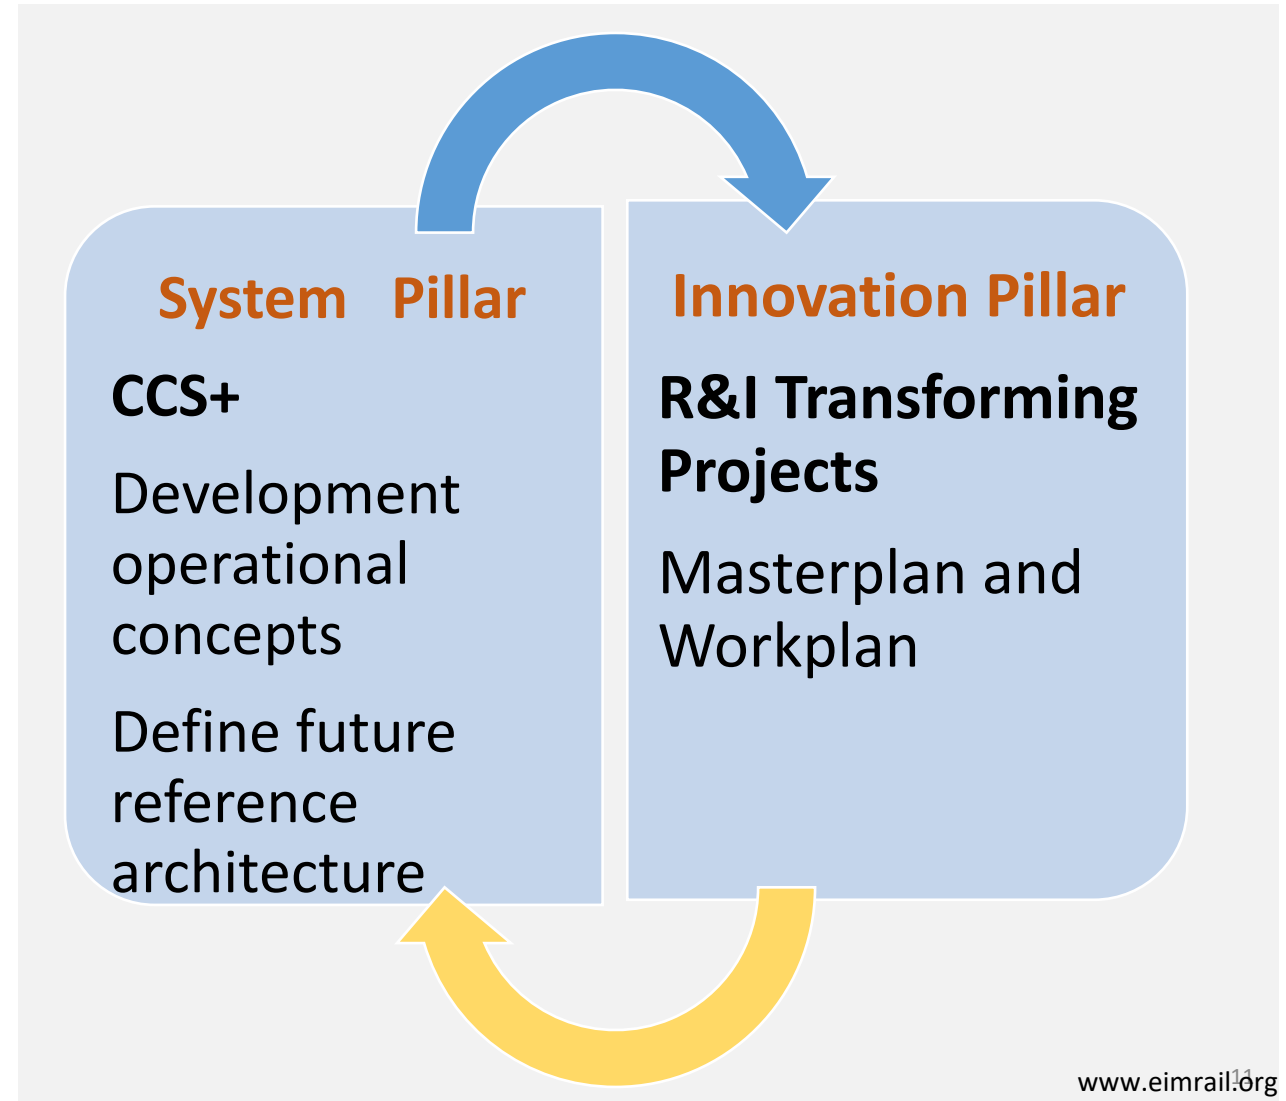 System   Pillar
CCS+
Development
operational
concepts
Define future
reference
architecture
Innovation Pillar
R&I Transforming
Projects
Masterplan and
Workplan
www.eimrail.org
11